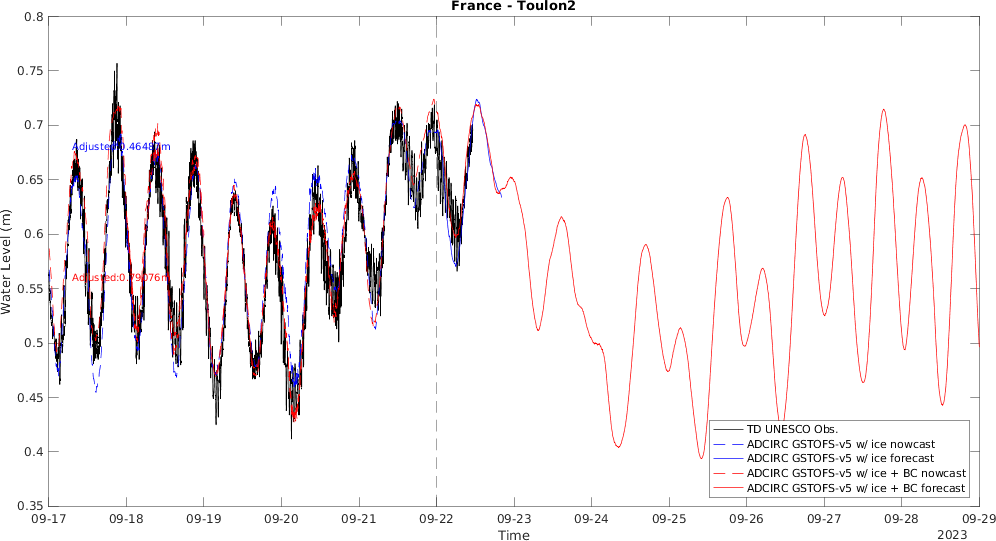 France - Toulon2
0.8
0.75
0.7
0.65
0.6
0.55
0.5
0.45
0.4
0.35
Water Level (m)
Adjusted:0.46487m
Adjusted:0.79076m
TD UNESCO Obs.
ADCIRC GSTOFS-v5 w/ ice nowcast
ADCIRC GSTOFS-v5 w/ ice forecast
ADCIRC GSTOFS-v5 w/ ice + BC nowcast
ADCIRC GSTOFS-v5 w/ ice + BC forecast
09-17 09-18 09-19 09-20 09-21 09-22 09-23 09-24 09-25 09-26 09-27 09-28 09-29
Time
2023